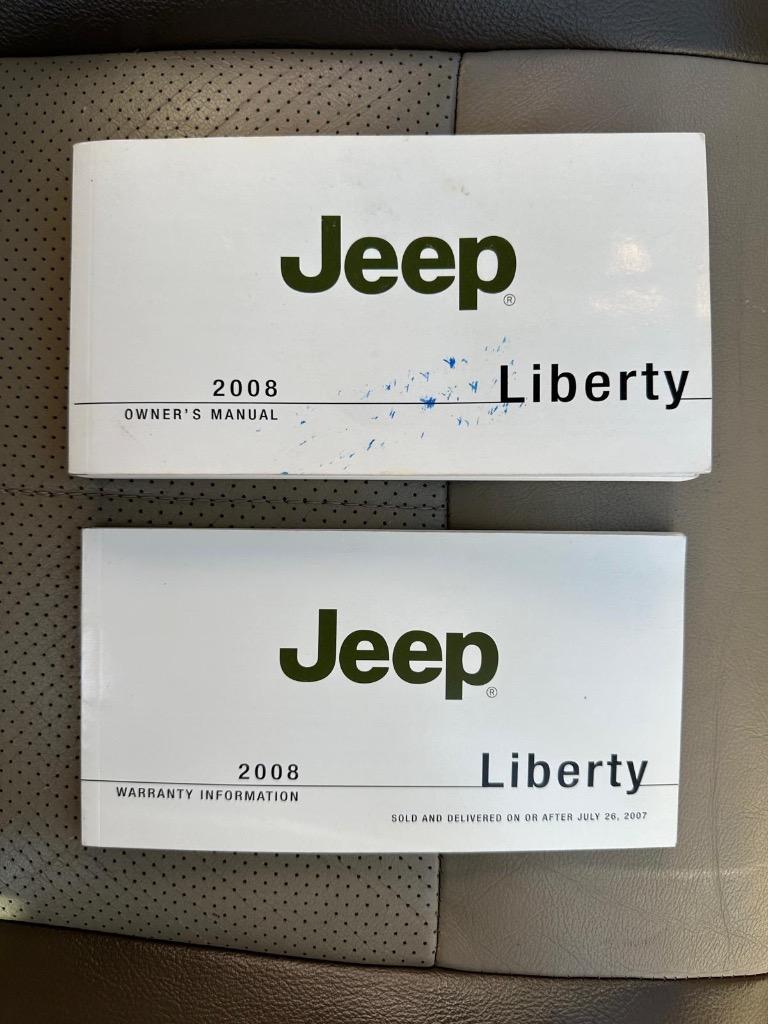 Jeep®
2008 Liberty
OWNER'S MANUAL
Jeep®
2008 Liberty
WARRANTY INFORMATION
SOLD AND DELIVERED ON OR AFTER JULY 26, 2007